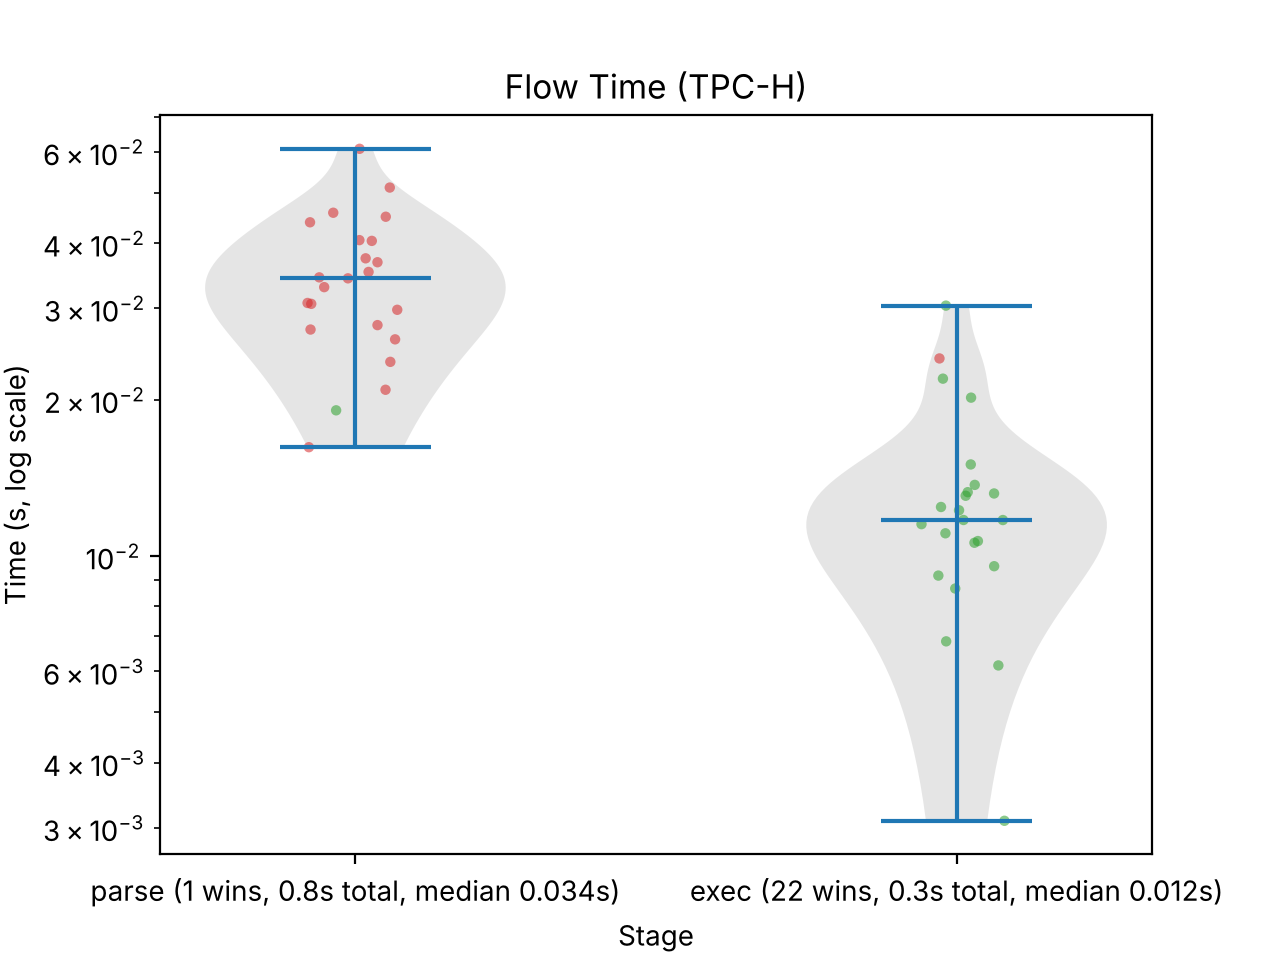 Flow Time (TPC-H)
Time (s, log scale)
6 × 10⁻²
4 × 10⁻²
3 × 10⁻²
2 × 10⁻²
10⁻²
6 × 10⁻³
4 × 10⁻³
3 × 10⁻³
parse (1 wins, 0.8s total, median 0.034s)
exec (22 wins, 0.3s total, median 0.012s)
Stage